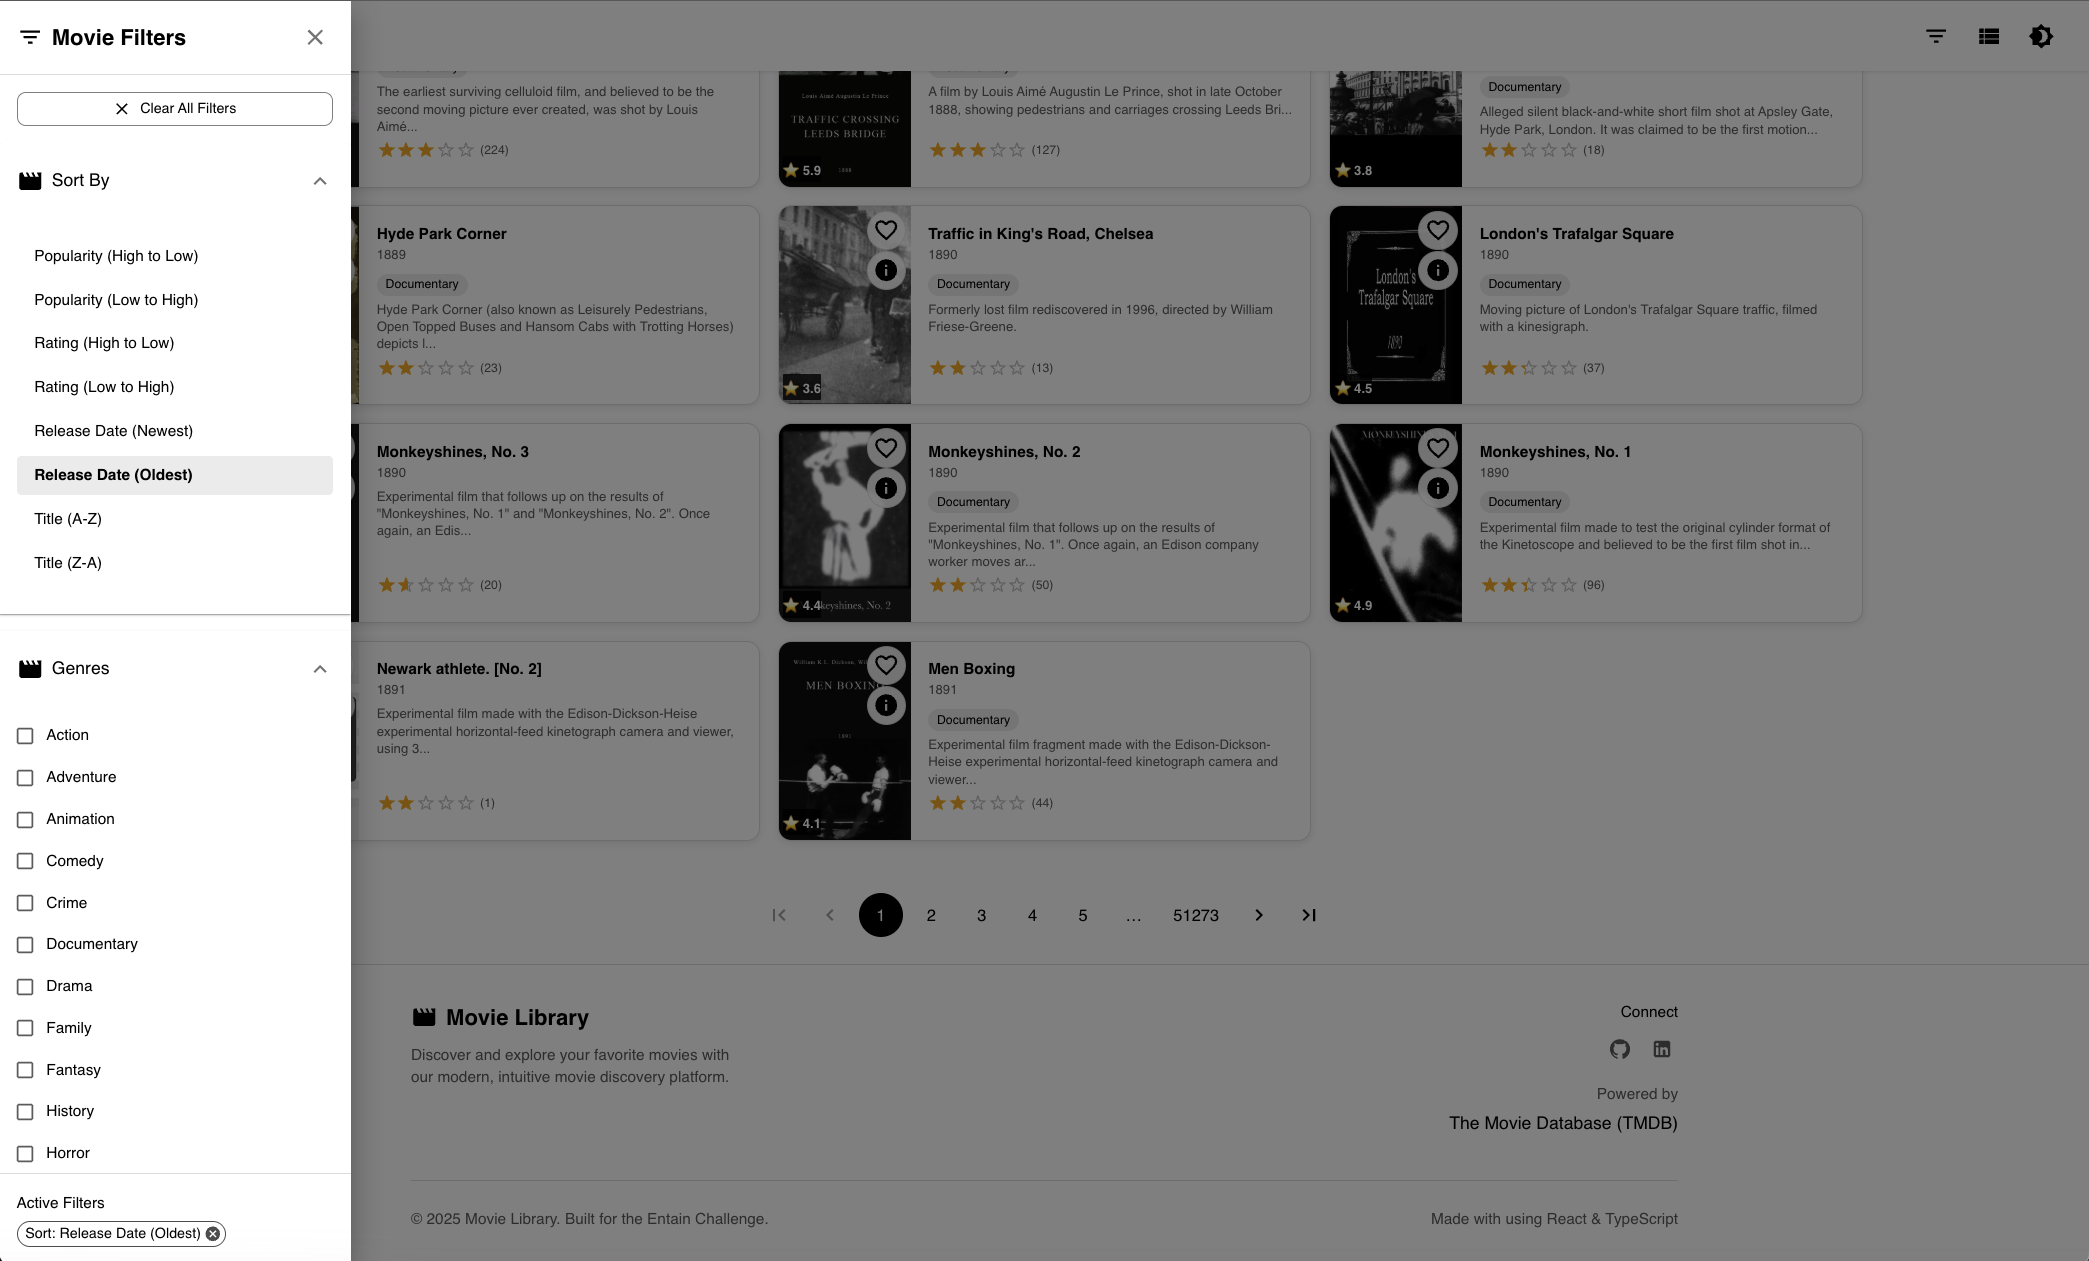 Movie Filters
Clear All Filters
Sort By
Popularity (High to Low)
Popularity (Low to High)
Rating (High to Low)
Rating (Low to High)
Release Date (Newest)
Release Date (Oldest)
Title (A-Z)
Title (Z-A)
Genres
Action
Adventure
Animation
Comedy
Crime
Documentary
Drama
Family
Fantasy
History
Horror
Active Filters
Sort: Release Date (Oldest)
The earliest surviving celluloid film, and believed to be the
second moving picture ever created, was shot by Louis
Aimé...
(224)
Louis Aimé Augustin Le Prince
TRAFFIC CROSSING
LEEDS BRIDGE
1888
5.9
A film by Louis Aimé Augustin Le Prince, shot in late October
1888, showing pedestrians and carriages crossing Leeds Bri...
(127)
3.8
Documentary
Alleged silent black-and-white short film shot at Apsley Gate,
Hyde Park, London. It was claimed to be the first motion...
(18)
Hyde Park Corner
1889
Documentary
Hyde Park Corner (also known as Leisurely Pedestrians,
Open Topped Buses and Hansom Cabs with Trotting Horses)
depicts l...
(23)
3.6
Traffic in King's Road, Chelsea
1890
Documentary
Formerly lost film rediscovered in 1996, directed by William
Friese-Greene.
(13)
London's
Trafalgar Square
1890
4.5
London's Trafalgar Square
1890
Documentary
Moving picture of London's Trafalgar Square traffic, filmed
with a kinesigraph.
(37)
Monkeyshines, No. 3
1890
Experimental film that follows up on the results of
"Monkeyshines, No. 1" and "Monkeyshines, No. 2". Once
again, an Edis...
(20)
4.4
keyshines, No. 2
Monkeyshines, No. 2
1890
Documentary
Experimental film that follows up on the results of
"Monkeyshines, No. 1". Once again, an Edison company
worker moves ar...
(50)
4.9
Monkeyshines, No. 1
1890
Documentary
Experimental film made to test the original cylinder format of
the Kinetoscope and believed to be the first film shot in...
(96)
Newark athlete. [No. 2]
1891
Experimental film made with the Edison-Dickson-Heise
experimental horizontal-feed kinetograph camera and viewer,
using 3...
(1)
William K.L. Dickson,
MEN BOXING
1891
4.1
Men Boxing
1891
Documentary
Experimental film fragment made with the Edison-Dickson-
Heise experimental horizontal-feed kinetograph camera and
viewer...
(44)
1 2 3 4 5 ... 51273
Movie Library
Discover and explore your favorite movies with
our modern, intuitive movie discovery platform.
Connect
Powered by
The Movie Database (TMDB)
© 2025 Movie Library. Built for the Entain Challenge.
Made with using React & TypeScript